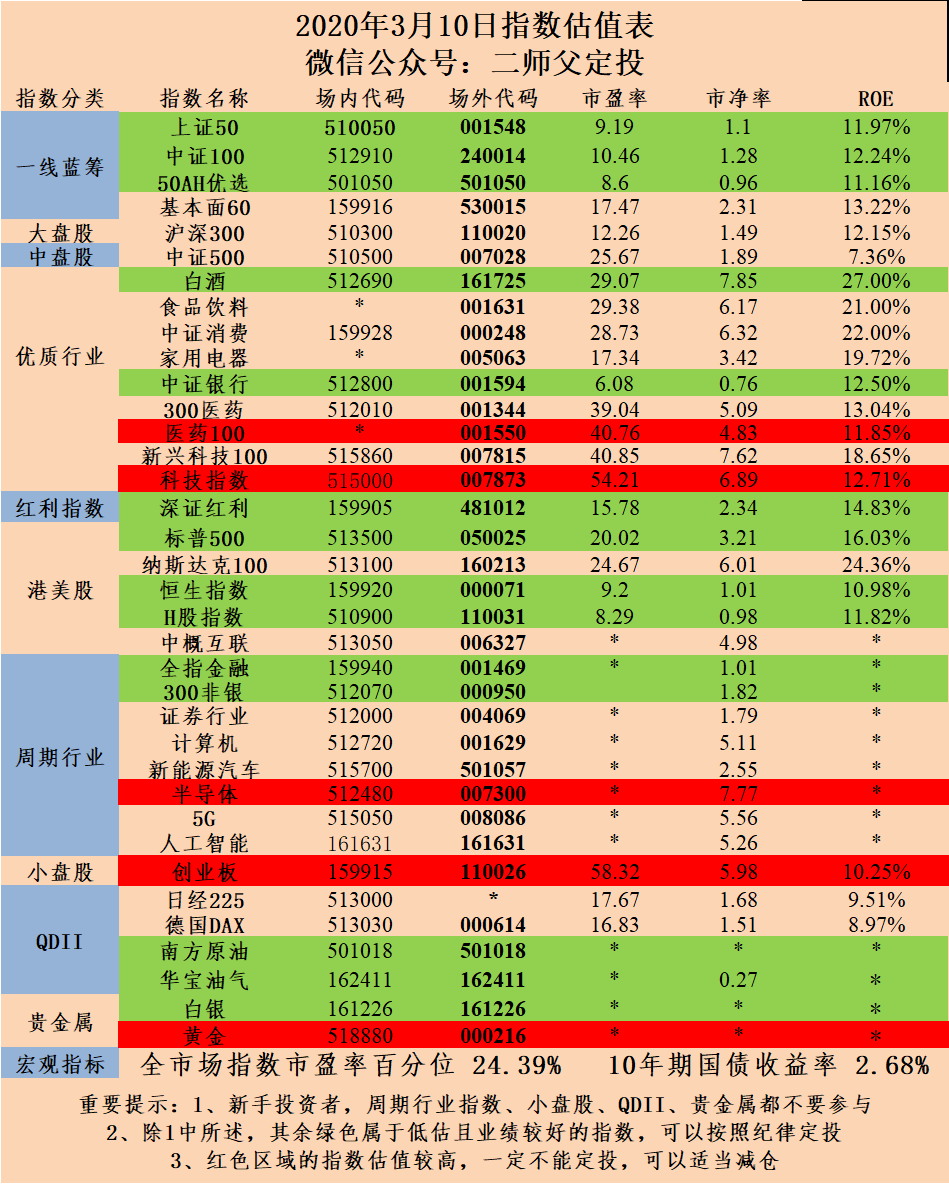 2020年3月10日指数估值表
微信公众号：二师父定投
指数分类 指数名称 场内代码 场外代码 市盈率 市净率 ROE
一线蓝筹
上证50 510050 001548 9.19 1.1 11.97%
中证100 512910 240014 10.46 1.28 12.24%
50AH优选 501050 501050 8.6 0.96 11.16%
基本面60 159916 530015 17.47 2.31 13.22%
大盘股 沪深300 510300 110020 12.26 1.49 12.15%
中盘股 中证500 510500 007028 25.67 1.89 7.36%
优质行业
白酒 512690 161725 29.07 7.85 27.00%
食品饮料 * 001631 29.38 6.17 21.00%
中证消费 159928 000248 28.73 6.32 22.00%
家用电器 * 005063 17.34 3.42 19.72%
中证银行 512800 001594 6.08 0.76 12.50%
300医药 512010 001344 39.04 5.09 13.04%
医药100 * 001550 40.76 4.83 11.85%
新兴科技100 515860 007815 40.85 7.62 18.65%
科技指数 515000 007873 54.21 6.89 12.71%
红利指数 深证红利 159905 481012 15.78 2.34 14.83%
港美股
标普500 513500 050025 20.02 3.21 16.03%
纳斯达克100 513100 160213 24.67 6.01 24.36%
恒生指数 159920 000071 9.2 1.01 10.98%
H股指数 510900 110031 8.29 0.98 11.82%
中概互联 513050 006327 * 4.98 *
周期行业
全指金融 159940 001469 * 1.01 *
300非银 512070 000950 1.82 *
证券行业 512000 004069 * 1.79 *
计算机 512720 001629 * 5.11 *
新能源汽车 515700 501057 * 2.55 *
半导体 512480 007300 * 7.77 *
5G 515050 008086 * 5.56 *
人工智能 161631 161631 * 5.26 *
小盘股 创业板 159915 110026 58.32 5.98 10.25%
QDII
日经225 513000 * 17.67 1.68 9.51%
德国DAX 513030 000614 16.83 1.51 8.97%
南方原油 501018 501018 * * *
华宝油气 162411 162411 * 0.27 *
贵金属
白银 161226 161226 * * *
黄金 518880 000216 * * *
宏观指标 全市场指数市盈率百分位 24.39% 10年期国债收益率 2.68%
重要提示：1、新手投资者，周期行业指数、小盘股、QDII、贵金属都不要参与
2、除1中所述，其余绿色属于低估且业绩较好的指数，可以按照纪律定投
3、红色区域的指数估值较高，一定不能定投，可以适当减仓